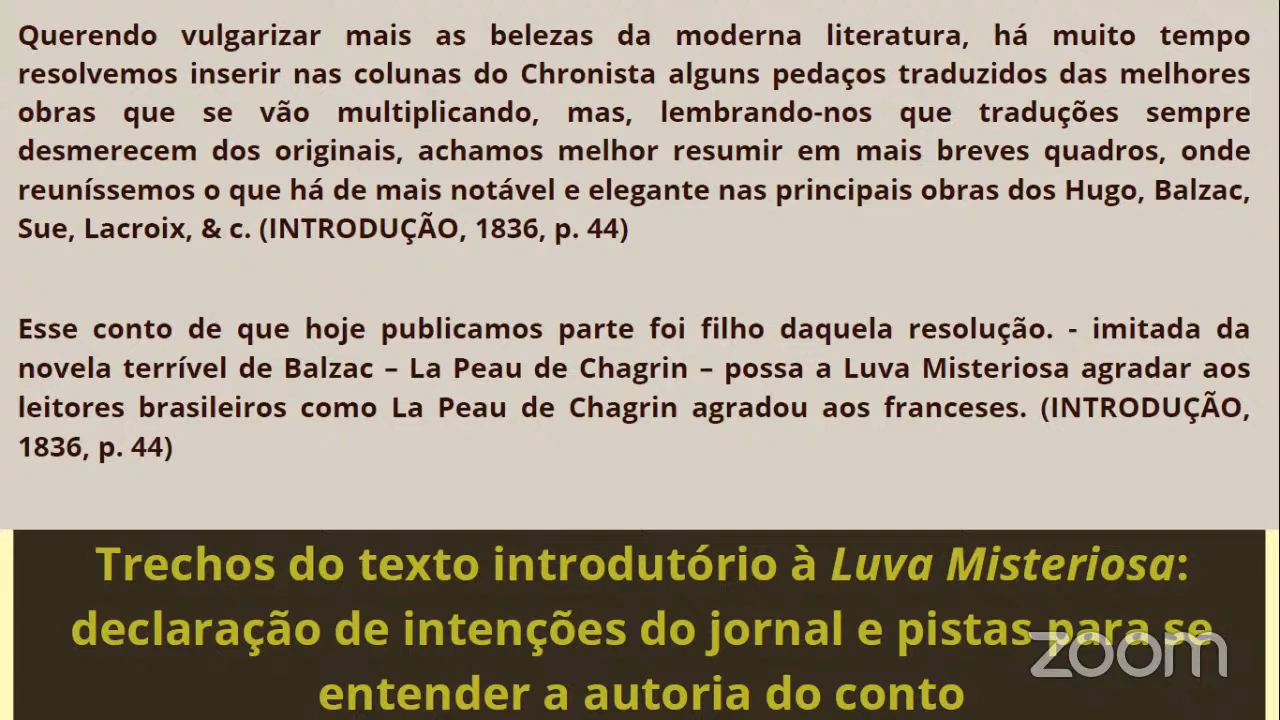 Querendo vulgarizar mais as belezas da moderna literatura, há muito tempo
resolvemos inserir nas colunas do Chronista alguns pedaços traduzidos das melhores
obras que se vão multiplicando, mas, lembrando-nos que traduções sempre
desmerecem dos originais, achamos melhor resumir em mais breves quadros, onde
reuníssemos o que há de mais notável e elegante nas principais obras dos Hugo, Balzac,
Sue, Lacroix, & c. (INTRODUÇÃO, 1836, p. 44)
Esse conto de que hoje publicamos parte foi filho daquela resolução. - imitada da
novela terrível de Balzac – La Peau de Chagrin – possa a Luva Misteriosa agradar aos
leitores brasileiros como La Peau de Chagrin agradou aos franceses. (INTRODUÇÃO,
1836, p. 44)
Trechos do texto introdutório à Luva Misteriosa:
declaração de intenções do jornal e pistas para se
entender a autoria do conto
zoom